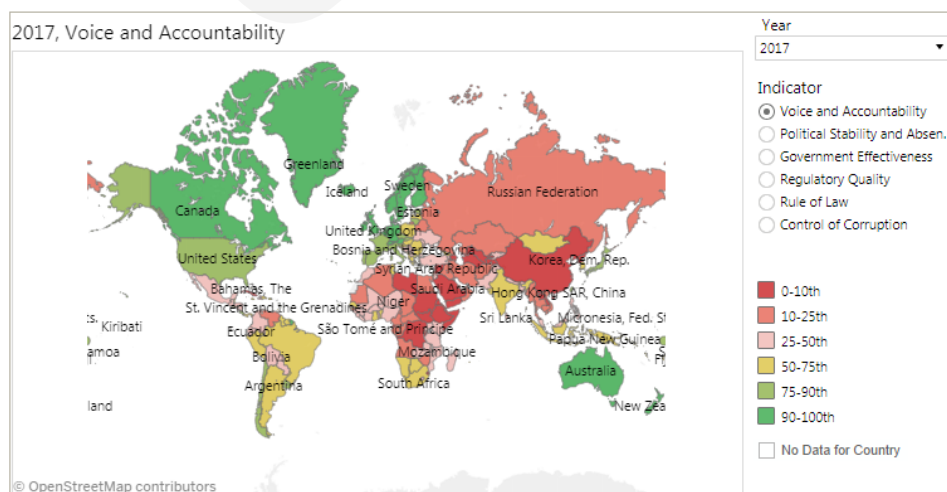 2017, Voice and Accountability
Greenland
Iceland
Sweden
Canada
Russian Federation
Estonia
United Kingdom
United States
Bosnia and Herzegovina
Korea, Dem. Rep.
Syrian Arab Republic
Bahamas, The
Saudi Arabia
Hong Kong SAR, China
St. Vincent and the Grenadines
Niger
Kiribati
Ecuador
São Tomé and Principe
Sri Lanka
Micronesia, Fed. St
Papua New Guinea
amoa
Bolivia
Mozambique
Argentina
South Africa
Australia
land
New Zea
© OpenStreetMap contributors
Year
2017
Indicator
Voice and Accountability
Political Stability and Absen.
Government Effectiveness
Regulatory Quality
Rule of Law
Control of Corruption
0-10th
10-25th
25-50th
50-75th
75-90th
90-100th
No Data for Country